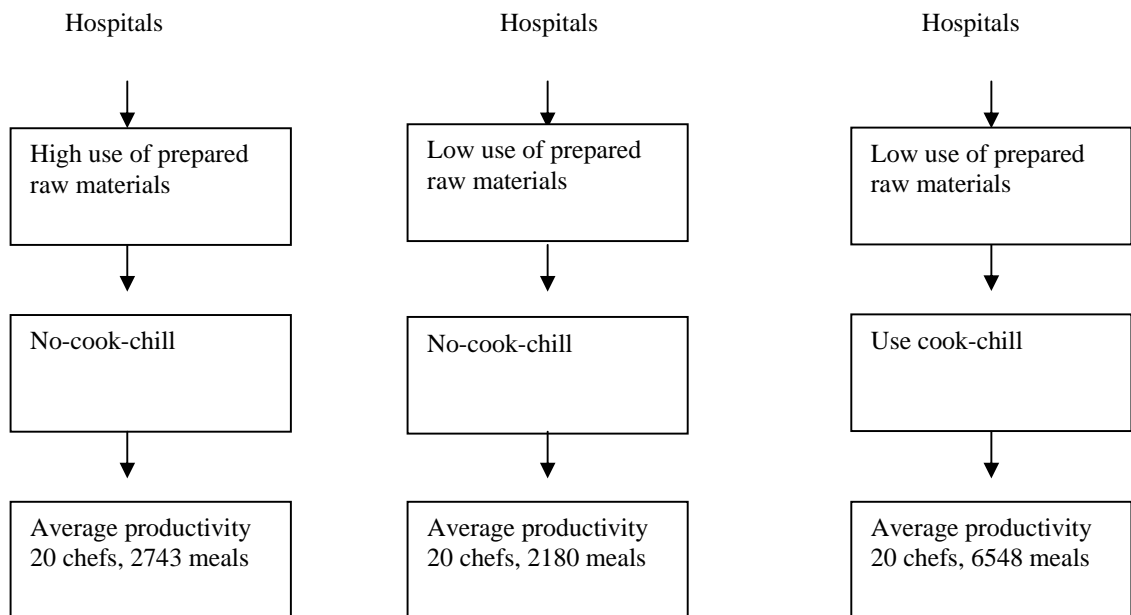 Hospitals
High use of prepared
raw materials
No-cook-chill
Average productivity
20 chefs, 2743 meals
Hospitals
Low use of prepared
raw materials
No-cook-chill
Average productivity
20 chefs, 2180 meals
Hospitals
Low use of prepared
raw materials
Use cook-chill
Average productivity
20 chefs, 6548 meals